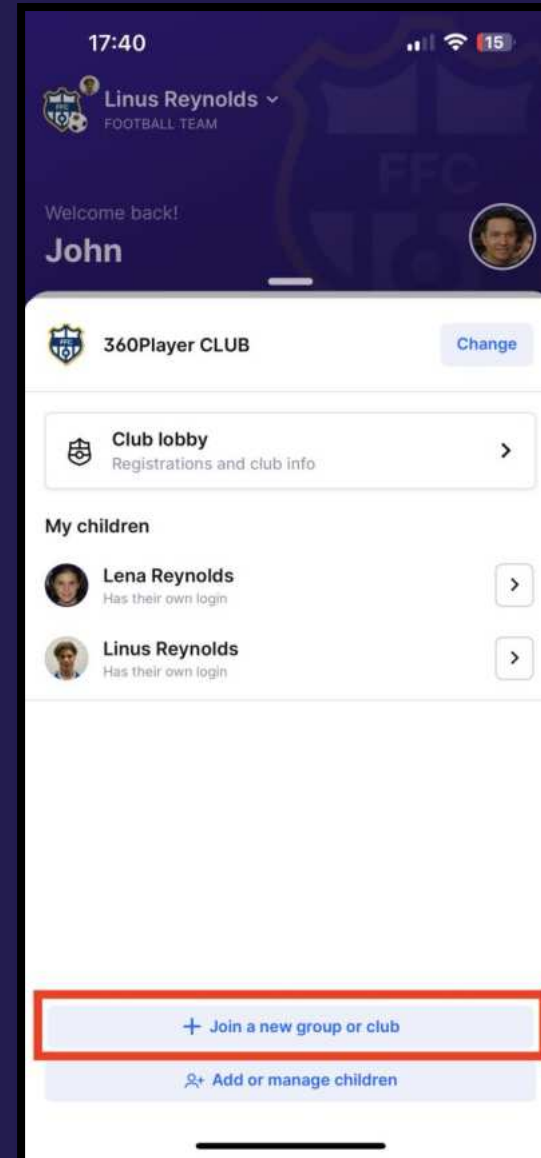 17:40
15
Linus Reynolds
FOOTBALL TEAM
FFC
Welcome back!
John
360Player CLUB
Change
Club lobby
Registrations and club info
My children
Lena Reynolds
Has their own login
Linus Reynolds
Has their own login
+ Join a new group or club
Add or manage children